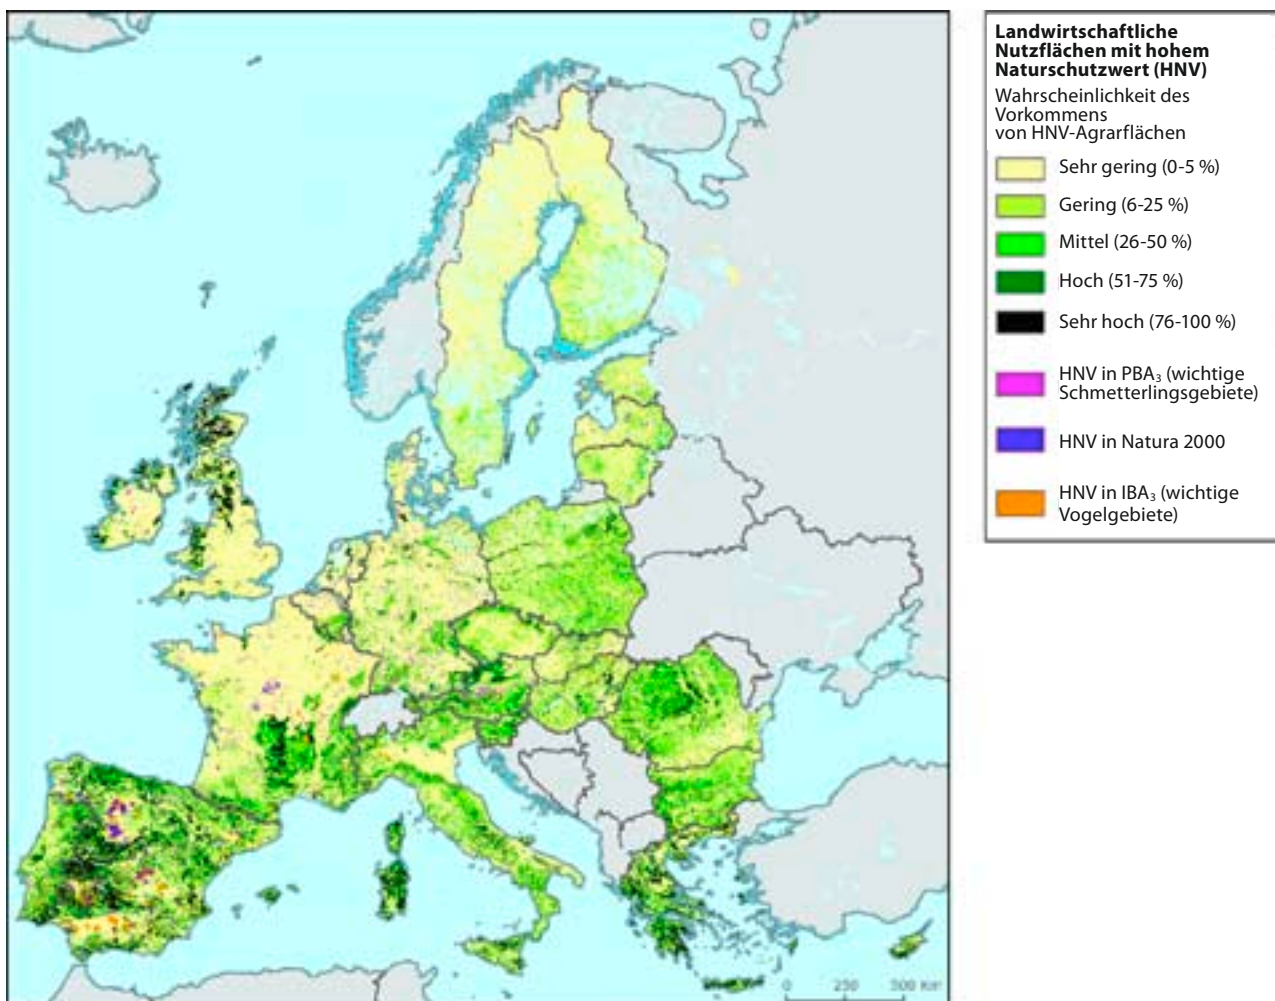 Landwirtschaftliche
Nutzflächen mit hohem
Naturschutzwert (HNV)
Wahrscheinlichkeit des
Vorkommens
von HNV-Agrarflächen
Sehr gering (0-5 %)
Gering (6-25 %)
Mittel (26-50 %)
Hoch (51-75 %)
Sehr hoch (76-100 %)
HNV in PBA₃ (wichtige
Schmetterlingsgebiete)
HNV in Natura 2000
HNV in IBA₃ (wichtige
Vogelgebiete)
0 250 500 Km